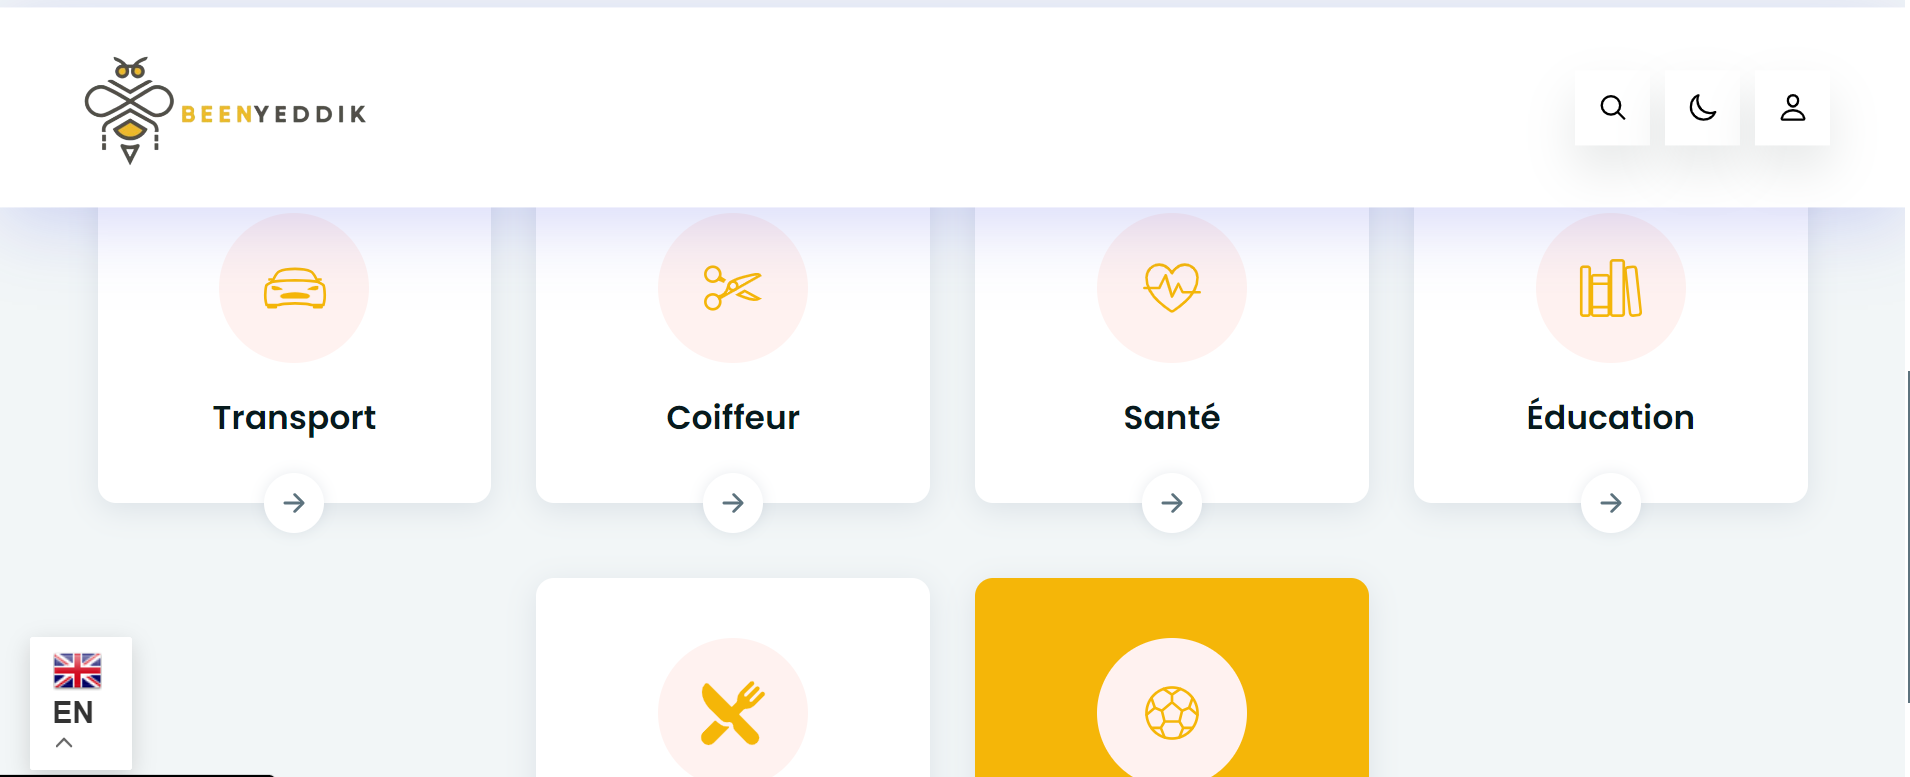 BEENYEDDIK
Transport
Coiffeur
Santé
Éducation
EN